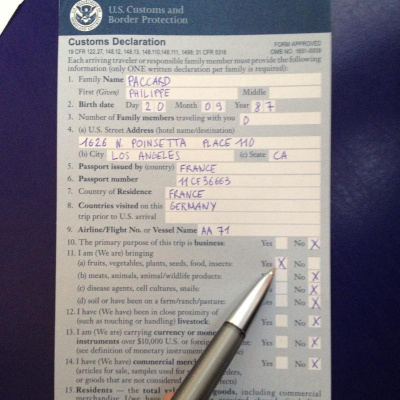 U.S. Customs and
Border Protection
Customs Declaration
19 CFR 122.27, 148.12, 148.13, 148.110, 148.111, 1498; 31 CFR 5316
FORM APPROVED
OMB NO. 1651-0009
Each arriving traveler or responsible family member must provide the following
information (only ONE written declaration per family is required):
1. Family Name PACCARD
First (Given) PHILIPPE Middle
2. Birth date Day 20 Month 09 Year 87
3. Number of Family members traveling with you 0
4. (a) U.S. Street Address (hotel name/destination)
1626 N. POINSETTA PLACE 110
(b) City LOS ANGELES (c) State CA
5. Passport issued by (country) FRANCE
6. Passport number 11CF36663
7. Country of Residence FRANCE
8. Countries visited on this GERMANY
trip prior to U.S. arrival
9. Airline/Flight No. or Vessel Name AA 71
10. The primary purpose of this trip is business: Yes No X
11. I am (We are) bringing
(a) fruits, vegetables, plants, seeds, food, insects: Yes X No
(b) meats, animals, animal/wildlife products: Yes No X
(c) disease agents, cell cultures, snails: No X
(d) soil or have been on a farm/ranch/pasture: No X
12. I have (We have) been in close proximity of
(such as touching or handling) livestock: Yes No X
13. I am (We are) carrying currency or mone
instruments over $10,000 U.S. or foreign
(see definition of monetary instruments Yes No X
14. I have (We have) commercial merch
(articles for sale, samples used for Yes No X
or goods that are not considered
15. Residents — the total goods, including commercial